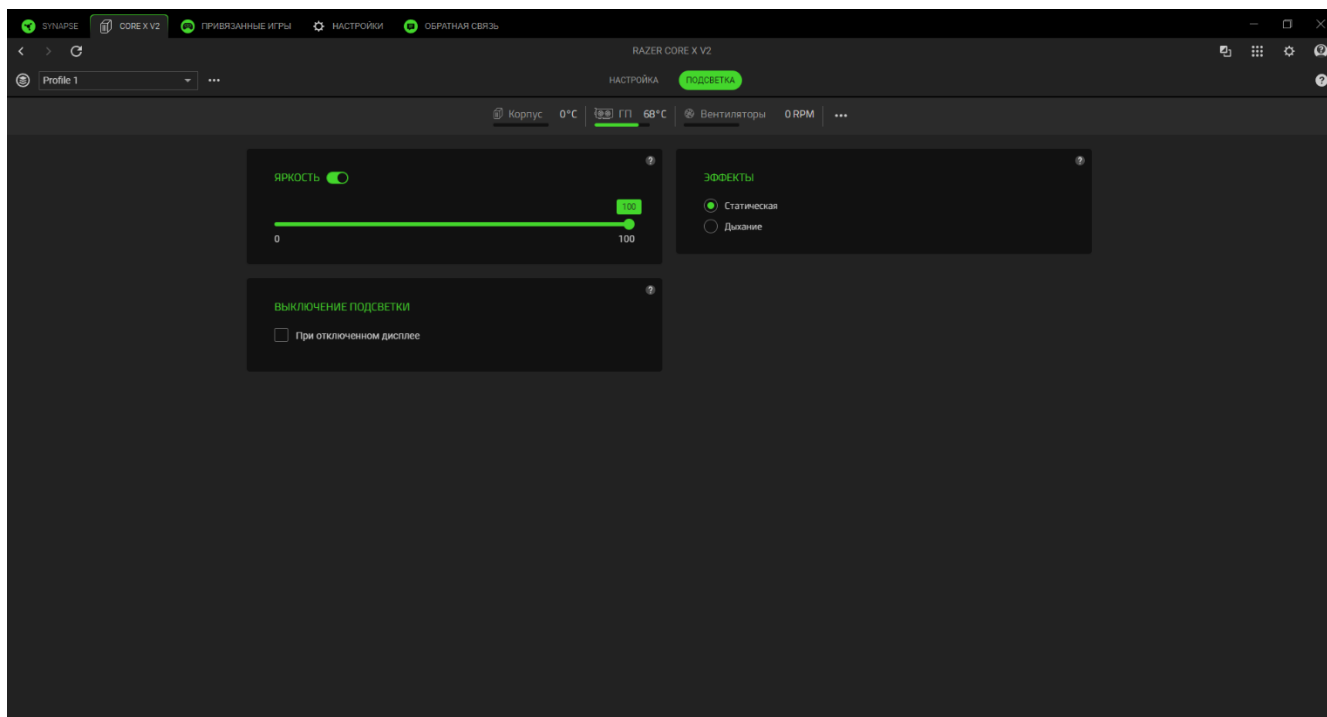 SYNAPSE CORE X V2 ПРИВЯЗАННЫЕ ИГРЫ НАСТРОЙКИ ОБРАТНАЯ СВЯЗЬ
RAZER CORE X V2
Profile 1 НАСТРОЙКА ПОДСВЕТКА
Корпус 0°C ГП 68°C Вентиляторы 0 RPM
ЯРКОСТЬ
100
0 100
ЭФФЕКТЫ
Статическая
Дыхание
ВЫКЛЮЧЕНИЕ ПОДСВЕТКИ
При отключенном дисплее